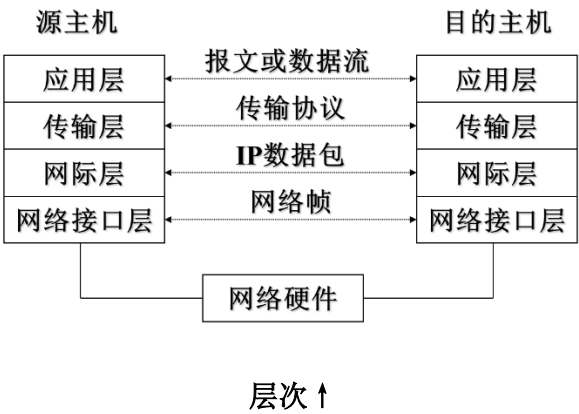 源主机 目的主机
应用层 报文或数据流 应用层
传输层 传输协议 传输层
网际层 IP数据包 网际层
网络接口层 网络帧 网络接口层
网络硬件
层次↑